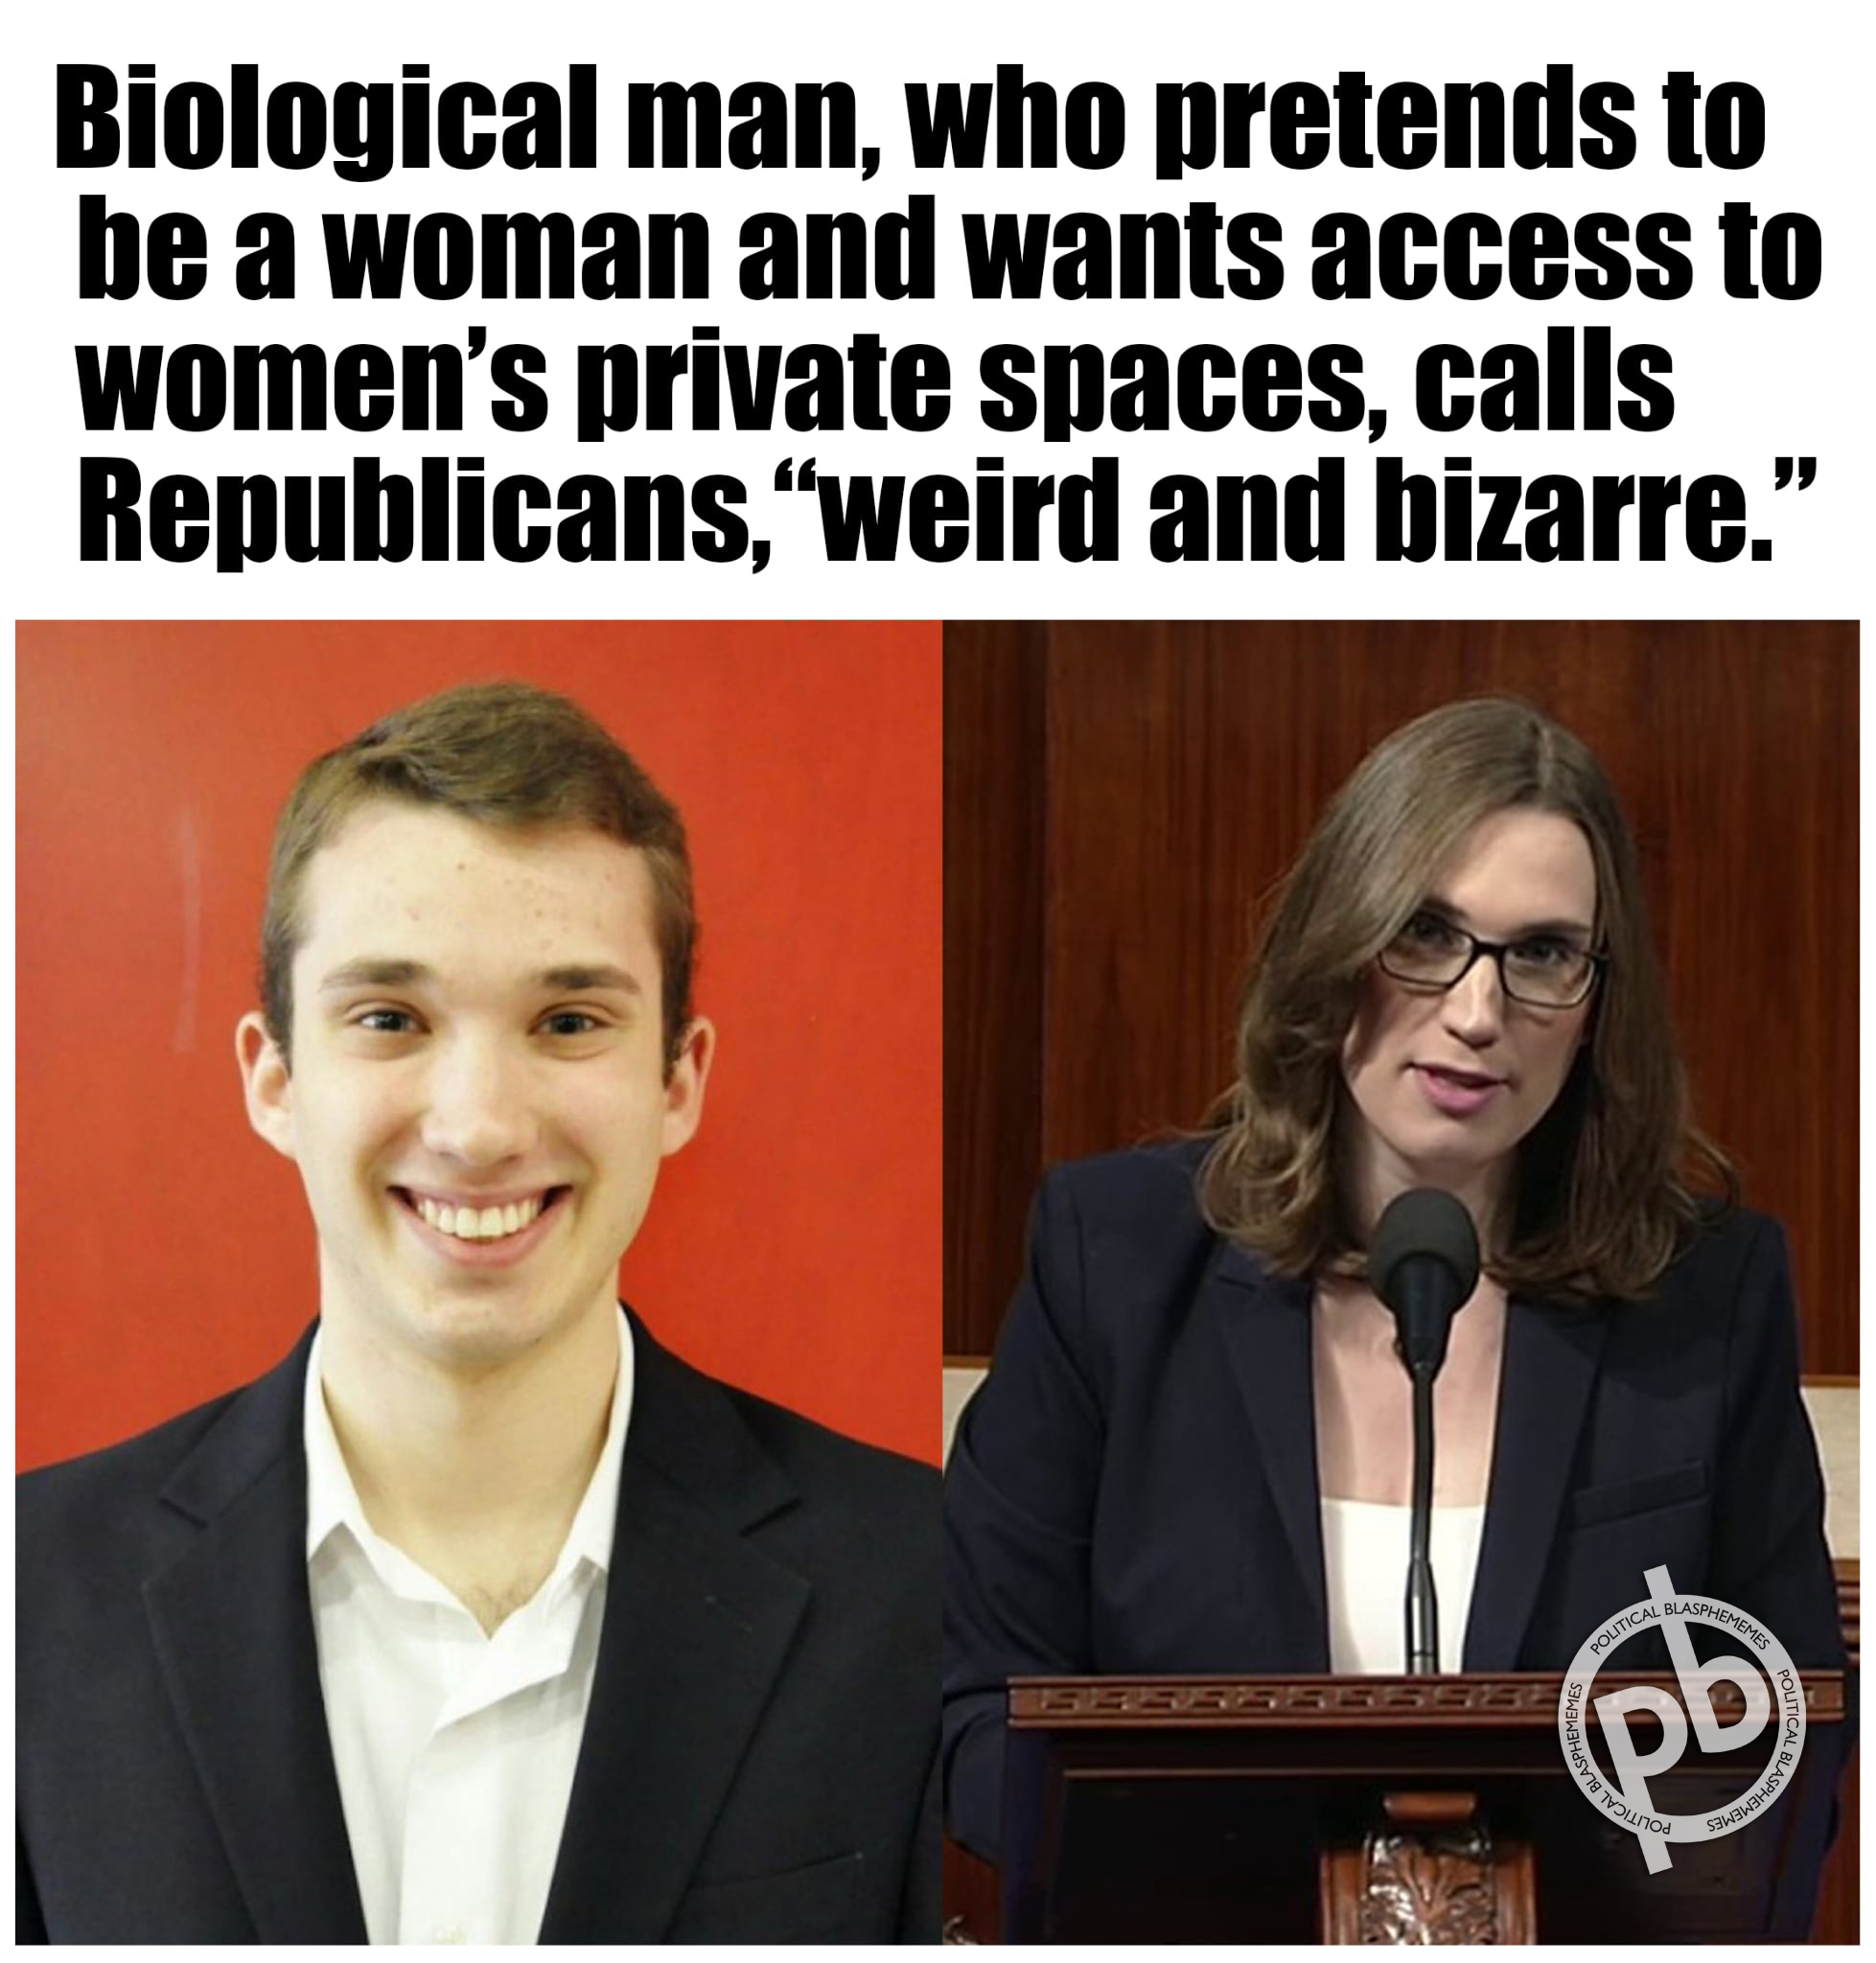 Biological man, who pretends to
be a woman and wants access to
women’s private spaces, calls
Republicans,“weird and bizarre.”
POLITICAL BLASPHEMEMES
POLITICAL BLASPHEMEMES
POLITICAL BLASPHEMEMES
pb